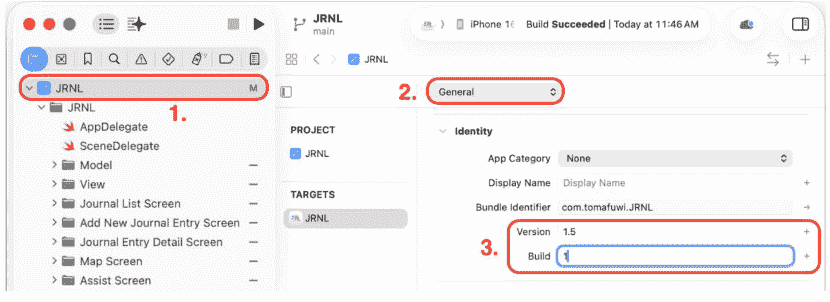 JRNL
main
iPhone 16
Build Succeeded | Today at 11:46 AM
JRNL
JRNL
M
1.
2.
General
JRNL
AppDelegate
SceneDelegate
Model
View
Journal List Screen
Add New Journal Entry Screen
Journal Entry Detail Screen
Map Screen
Assist Screen
PROJECT
JRNL
TARGETS
JRNL
Identity
App Category
None
Display Name
Display Name
Bundle Identifier
com.tomafuwi.JRNL
3.
Version
1.5
Build
1